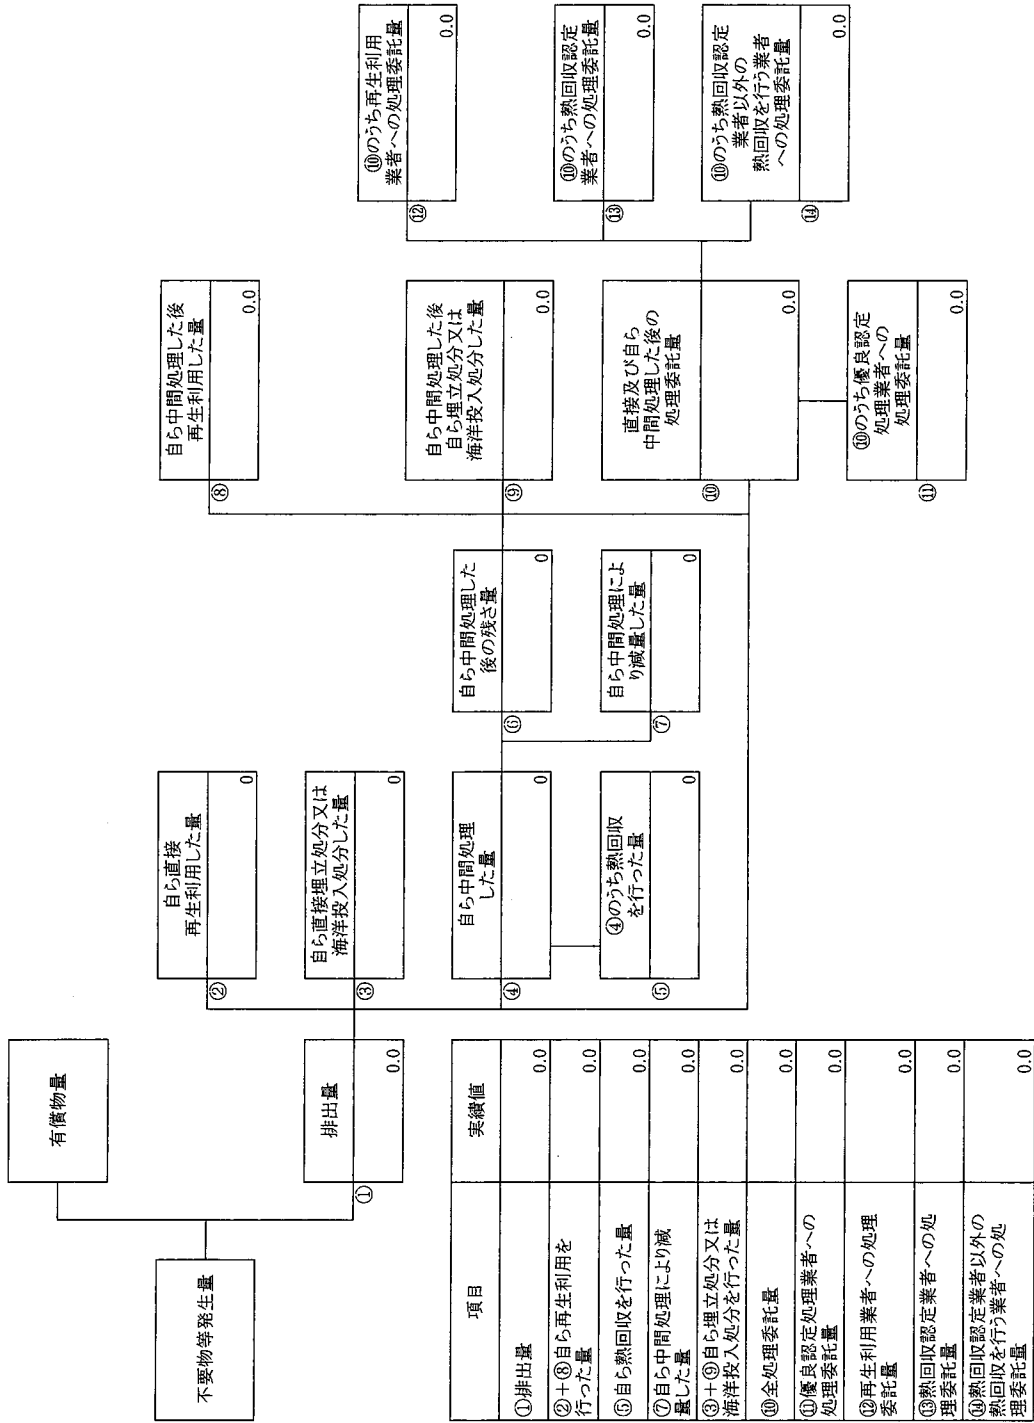 不要物等発生量
有償物量
①
排出量
0.0
②
自ら直接
再生利用した量
0
③
自ら直接埋立処分又は
海洋投入処分した量
0
④
自ら中間処理
した量
0
⑤
④のうち熱回収
を行った量
0
⑥
自ら中間処理した
後の残さ量
0
⑦
自ら中間処理によ
り減量した量
0
⑧
自ら中間処理した後
再生利用した量
0.0
⑨
自ら中間処理した後
自ら埋立処分又は
海洋投入処分した量
0.0
⑩
直接及び自ら
中間処理した後の
処理委託量
0.0
⑪
⑩のうち優良認定
処理業者への
処理委託量
0.0
⑫
⑩のうち再生利用
業者への処理委託量
0.0
⑬
⑩のうち熱回収認定
業者への処理委託量
0.0
⑭
⑩のうち熱回収認定
業者以外の
熱回収を行う業者
への処理委託量
0.0
項目 実績値
①排出量 0.0
②+⑧自ら再生利用を
行った量 0.0
⑤自ら熱回収を行った量 0.0
⑦自ら中間処理により減
量した量 0.0
③+⑨自ら埋立処分又は
海洋投入処分を行った量 0.0
⑩全処理委託量 0.0
⑪優良認定処理業者への
処理委託量 0.0
⑫再生利用業者への処理
委託量 0.0
⑬熱回収認定業者への処
理委託量 0.0
⑭熱回収認定業者以外の
熱回収を行う業者への処
理委託量 0.0